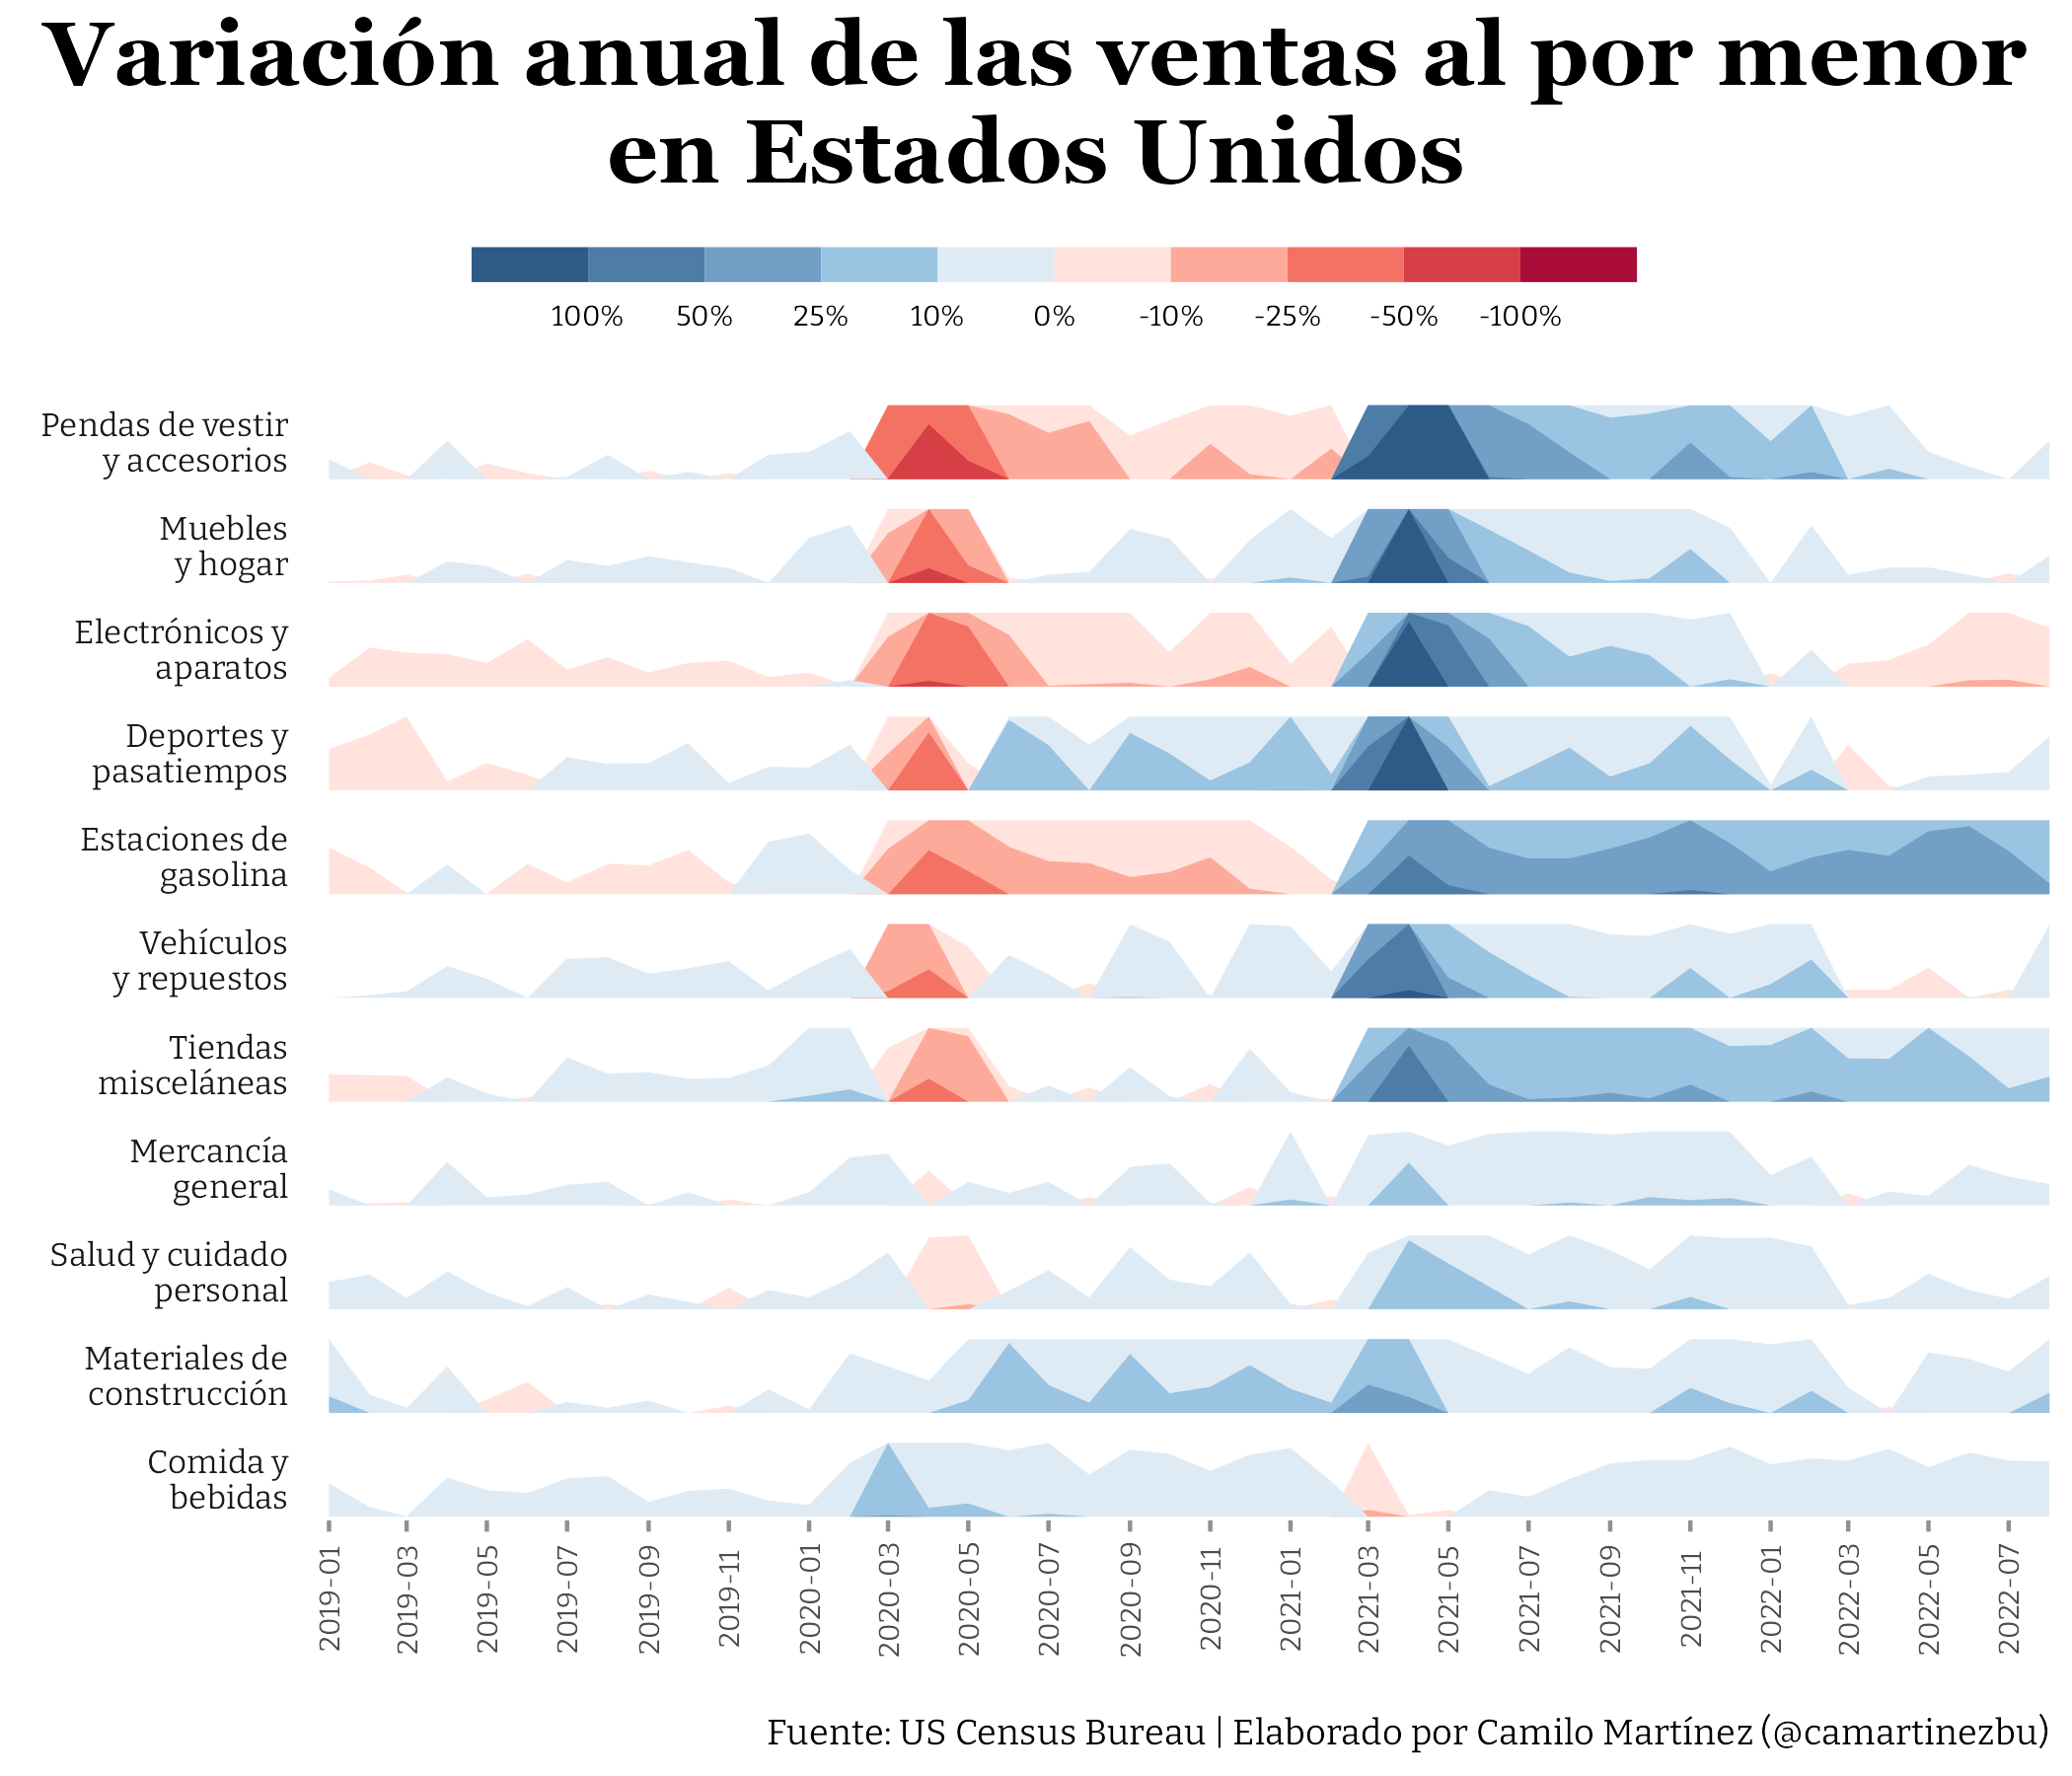 Variación anual de las ventas al por menor
en Estados Unidos
100% 50% 25% 10% 0% -10% -25% -50% -100%
Pendas de vestir
y accesorios
Muebles
y hogar
Electrónicos y
aparatos
Deportes y
pasatiempos
Estaciones de
gasolina
Vehículos
y repuestos
Tiendas
misceláneas
Mercancía
general
Salud y cuidado
personal
Materiales de
construcción
Comida y
bebidas
2019-01
2019-03
2019-05
2019-07
2019-09
2019-11
2020-01
2020-03
2020-05
2020-07
2020-09
2020-11
2021-01
2021-03
2021-05
2021-07
2021-09
2021-11
2022-01
2022-03
2022-05
2022-07
Fuente: US Census Bureau | Elaborado por Camilo Martínez (@camartinezbu)